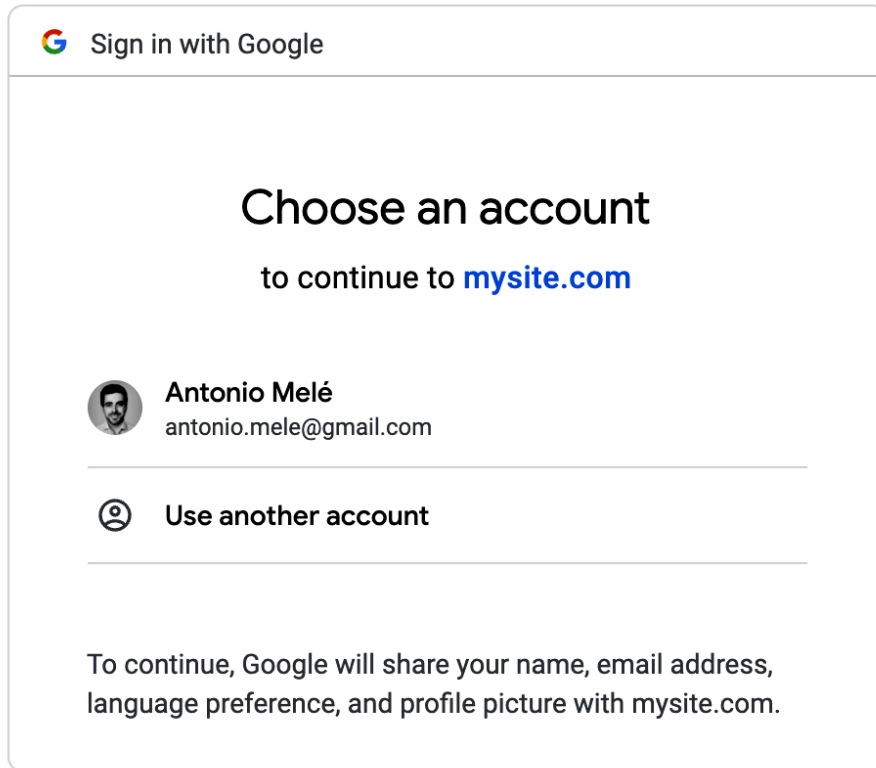 Sign in with Google
Choose an account
to continue to mysite.com
Antonio Melé
antonio.mele@gmail.com
Use another account
To continue, Google will share your name, email address,
language preference, and profile picture with mysite.com.